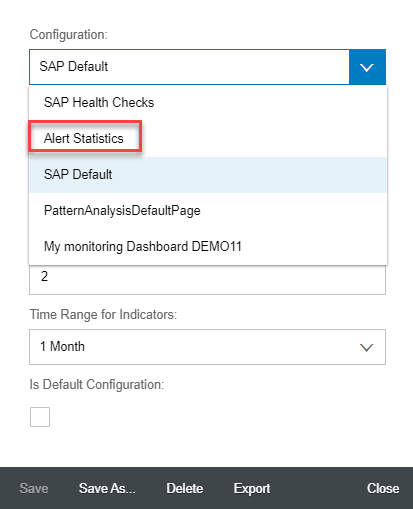 Configuration:
SAP Default
SAP Health Checks
Alert Statistics
SAP Default
PatternAnalysisDefaultPage
My monitoring Dashboard DEMO11
2
Time Range for Indicators:
1 Month
Is Default Configuration:
Save Save As... Delete Export Close